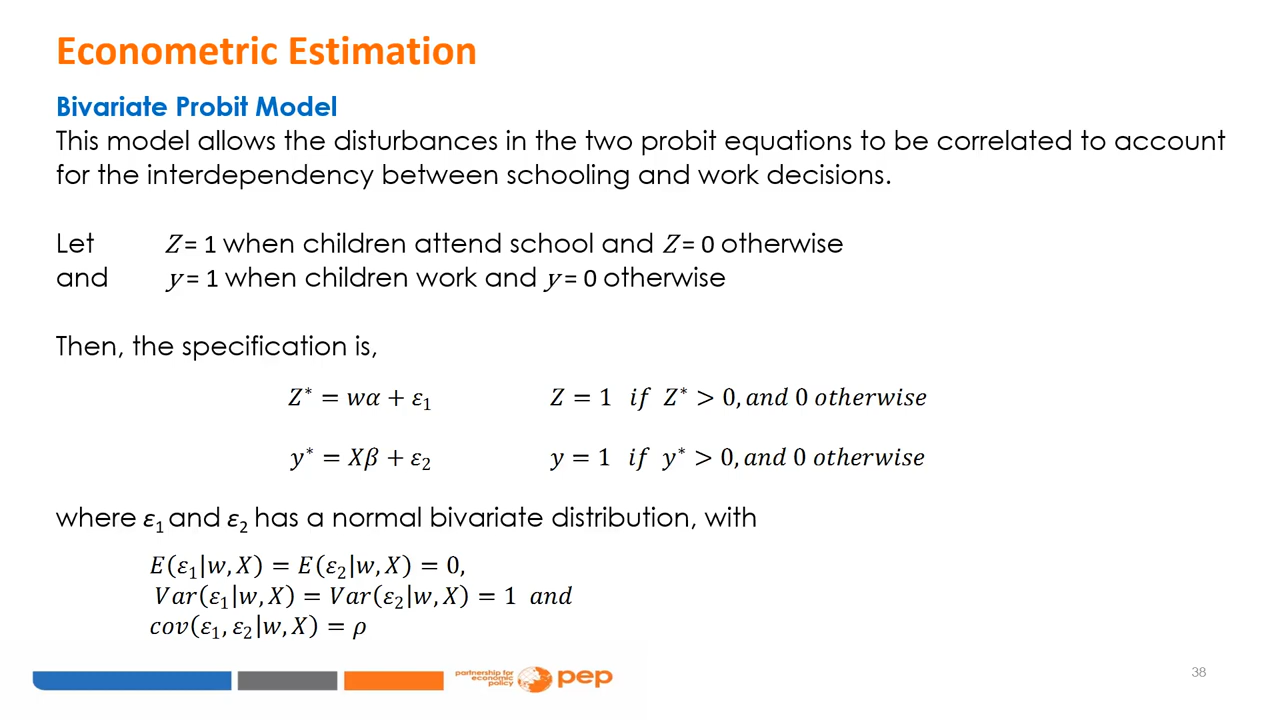 Econometric Estimation
Bivariate Probit Model
This model allows the disturbances in the two probit equations to be correlated to account
for the interdependency between schooling and work decisions.
Let Z = 1 when children attend school and Z = 0 otherwise
and y = 1 when children work and y = 0 otherwise
Then, the specification is,
Z* = wα + ε₁ Z = 1 if Z* > 0, and 0 otherwise
y* = Xβ + ε₂ y = 1 if y* > 0, and 0 otherwise
where ε₁ and ε₂ has a normal bivariate distribution, with
E(ε₁|w, X) = E(ε₂|w, X) = 0,
Var(ε₁|w, X) = Var(ε₂|w, X) = 1 and
cov(ε₁, ε₂|w, X) = ρ
partnership for
economic
policy
pep
38